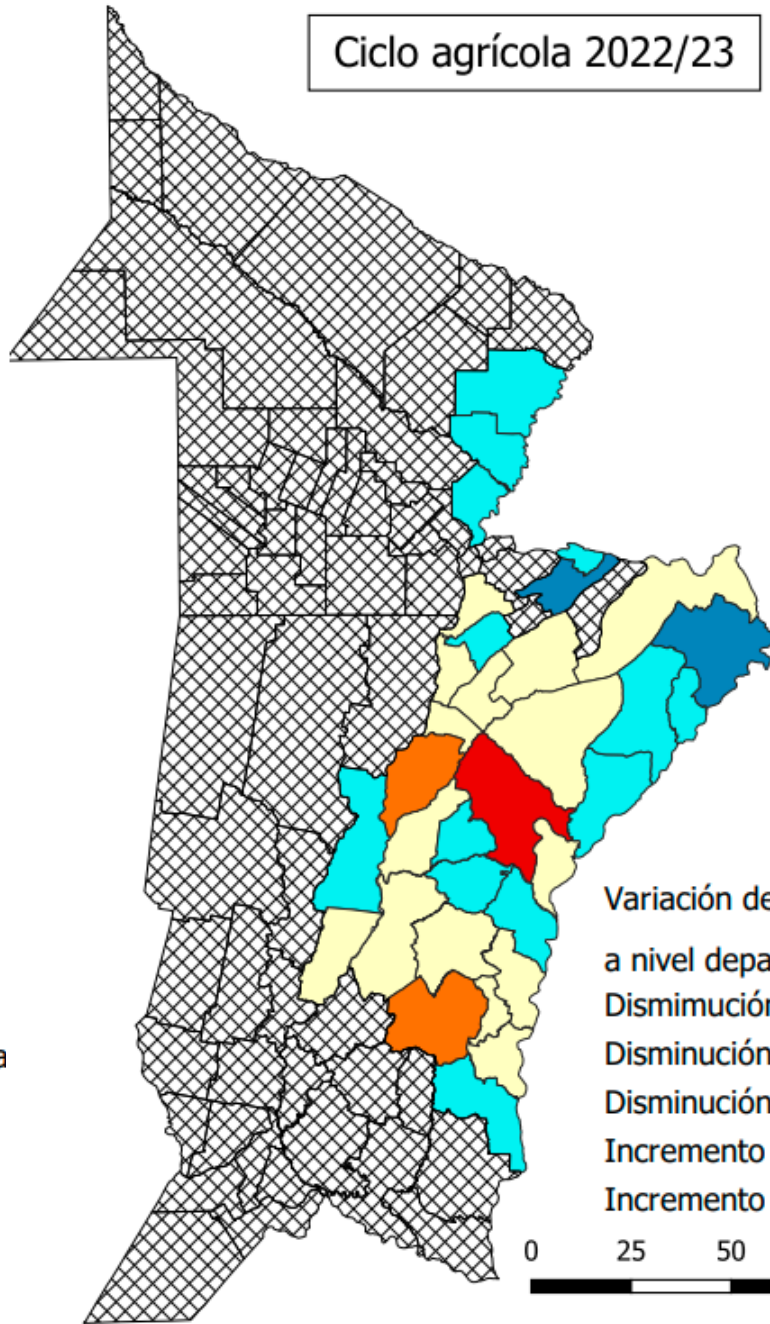 Ciclo agrícola 2022/23
Variación de
a nivel depa
Dismimución
Disminución
Disminución
Incremento
Incremento
a
0 25 50